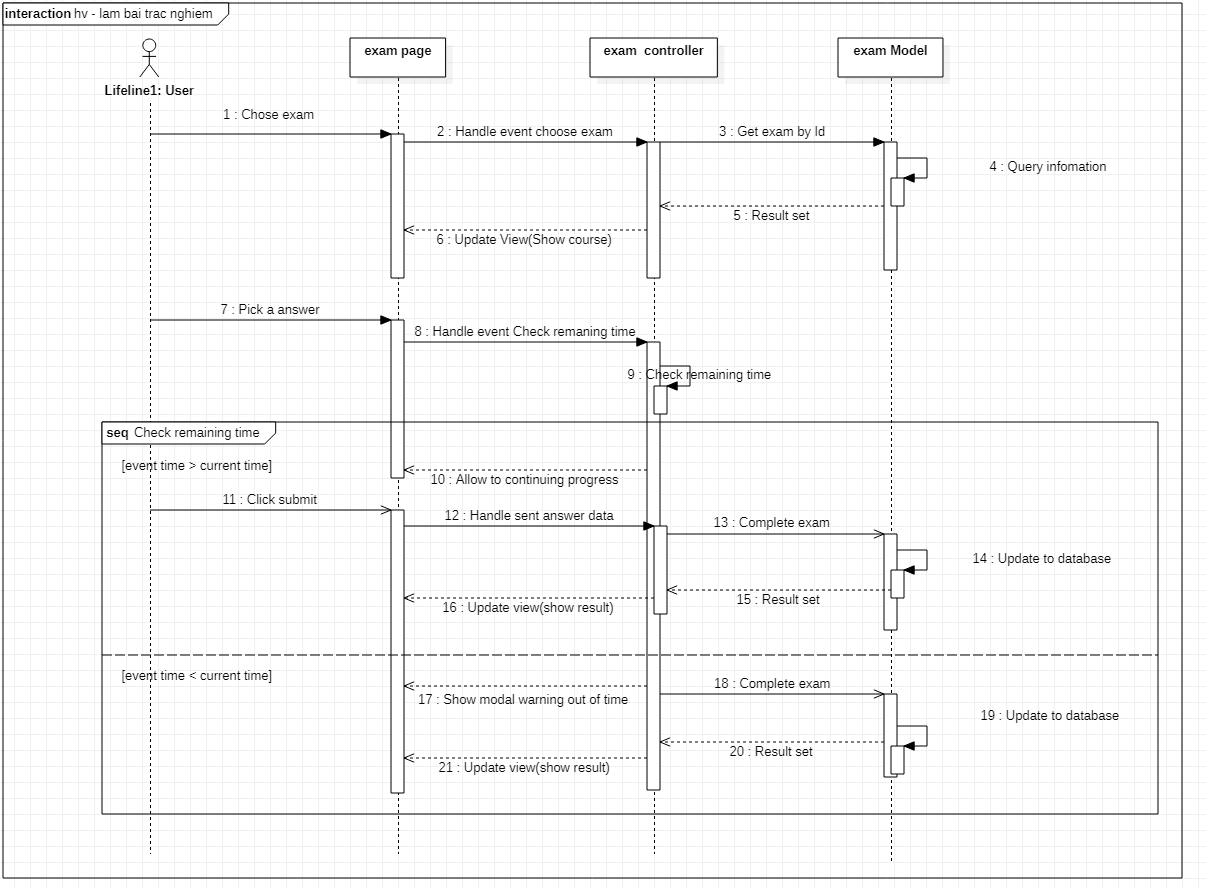 interaction hv - lam bai trac nghiem
exam page
exam controller
exam Model
Lifeline1: User
1 : Chose exam
2 : Handle event choose exam
3 : Get exam by Id
4 : Query infomation
5 : Result set
6 : Update View(Show course)
7 : Pick a answer
8 : Handle event Check remaning time
9 : Check remaining time
seq Check remaining time
[event time > current time]
10 : Allow to continuing progress
11 : Click submit
12 : Handle sent answer data
13 : Complete exam
14 : Update to database
15 : Result set
16 : Update view(show result)
[event time < current time]
17 : Show modal warning out of time
18 : Complete exam
19 : Update to database
20 : Result set
21 : Update view(show result)